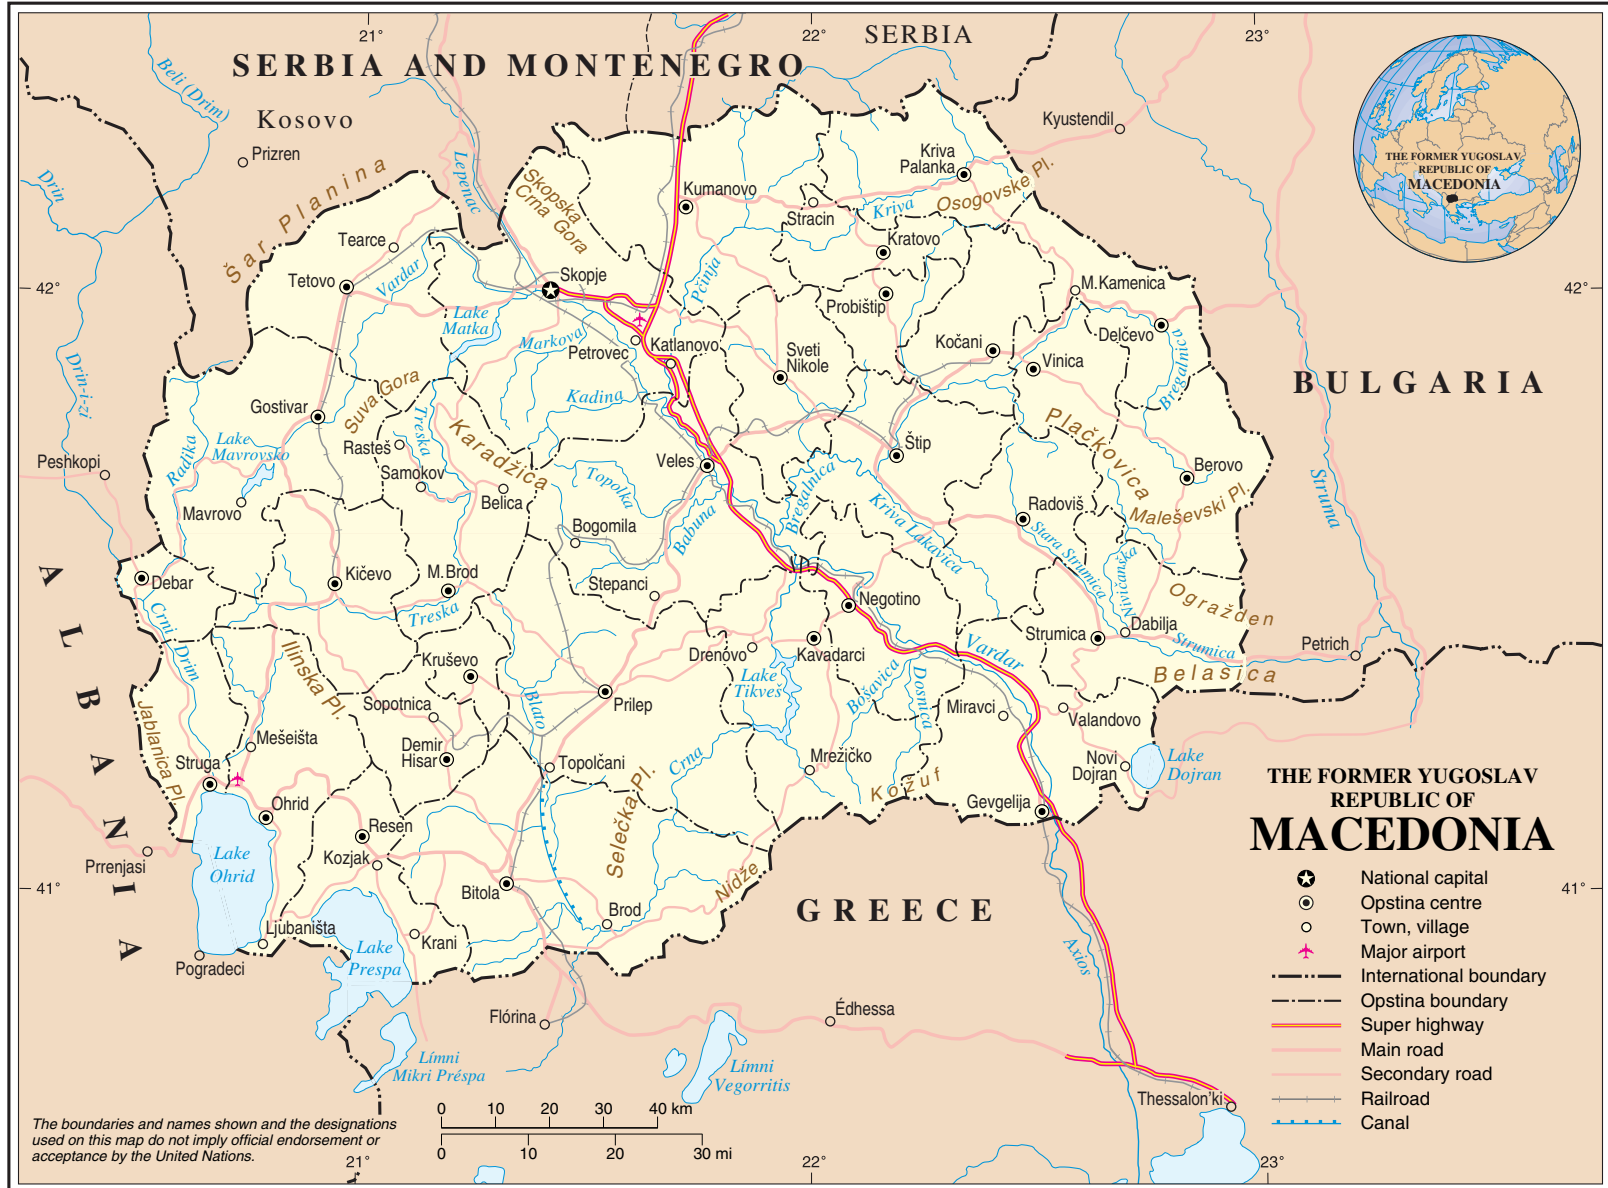 21°
22°
23°
SERBIA
SERBIA AND MONTENEGRO
Beli (Drim)
Kosovo
Prizren
Drin
Šar Planina
Lepenac
Skopska
Crna Gora
Kumanovo
Kyustendil
Kriva
Palanka
Osogovske Pl.
Stracin
Kriva
Kratovo
THE FORMER YUGOSLAV
REPUBLIC OF
MACEDONIA
Tearce
Tetovo
Vardar
Skopje
Pčinja
Probištip
M.Kamenica
42°
42°
Lake
Matka
Markova
Petrovec
Katlanovo
Sveti
Nikole
Kočani
Vinica
Delčevo
Bregalnica
Drim-i-zi
BULGARIA
Suva Gora
Kadina
Gostivar
Treska
Karadžica
Rasteš
Samokov
Belica
Lake
Mavrovsko
Radika
Mavrovo
Peshkopi
Veles
Topolka
Babuna
Bogomila
Stepanci
Štip
Bregalnica
Kriva Lakavica
Plačkovica
Berovo
Maleševski Pl.
Radoviš
Stara Strumica
Nivičanska
Struma
ALBANIA
Debar
Kičevo
M.Brod
Treska
Crni Drim
Negotino
Ogražden
Strumica
Dabilja
Strumica
Petrich
Belasica
Drenovo
Kavadarci
Vardar
Lake
Tikveš
Bošavica
Dosnica
Miravci
Valandovo
Ilinska Pl.
Kruševo
Sopotnica
Blato
Prilep
Jablanica Pl.
Mešeišta
Demir
Hisar
Topolčani
Selečka Pl.
Crna
Mrežičko
Kožuf
Novi
Dojran
Lake
Dojran
Struga
Ohrid
Gevgelija
Resen
Kozjak
Prrenjasi
Lake
Ohrid
Bitola
Nidže
Brod
GREECE
41°
41°
Ljubaništa
Krani
Pogradeci
Lake
Prespa
Axios
Flórina
Édhessa
Límni
Mikri Préspa
Límni
Vegorritis
Thessalon'ki
THE FORMER YUGOSLAV
REPUBLIC OF
MACEDONIA
National capital
Opstina centre
Town, village
Major airport
International boundary
Opstina boundary
Super highway
Main road
Secondary road
Railroad
Canal
0 10 20 30 40 km
0 10 20 30 mi
The boundaries and names shown and the designations
used on this map do not imply official endorsement or
acceptance by the United Nations.
21°
22°
23°